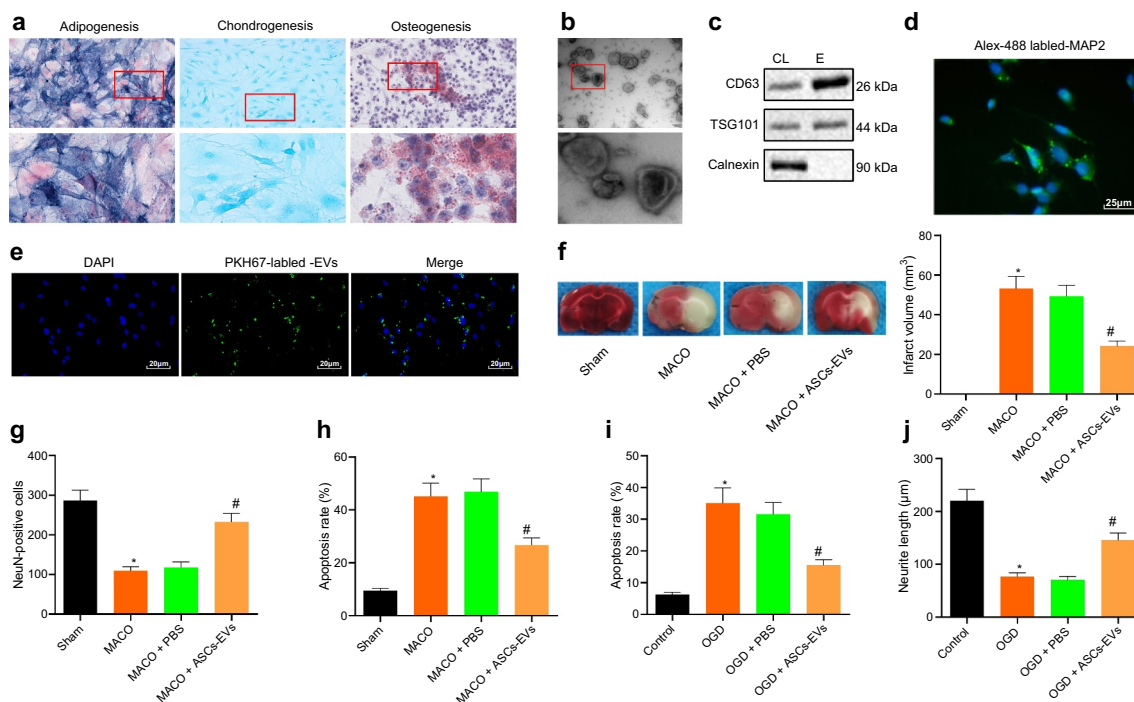 a
Adipogenesis
Chondrogenesis
Osteogenesis
b
c
CL E
CD63
26 kDa
TSG101
44 kDa
Calnexin
90 kDa
d
Alex-488 labled-MAP2
25µm
e
DAPI
PKH67-labled -EVs
Merge
20µm
20µm
20µm
f
Sham
MACO
MACO + PBS
MACO + ASCs-EVs
Infarct volume (mm³)
80
60
40
20
0
*
#
Sham
MACO
MACO + PBS
MACO + ASCs-EVs
g
NeuN-positive cells
400
300
200
100
0
*
#
Sham
MACO
MACO + PBS
MACO + ASCs-EVs
h
Apoptosis rate (%)
60
40
20
0
*
#
Sham
MACO
MACO + PBS
MACO + ASCs-EVs
i
Apoptosis rate (%)
50
40
30
20
10
0
*
#
Control
OGD
OGD + PBS
OGD + ASCs-EVs
j
Neurite length (µm)
300
200
100
0
*
#
Control
OGD
OGD + PBS
OGD + ASCs-EVs